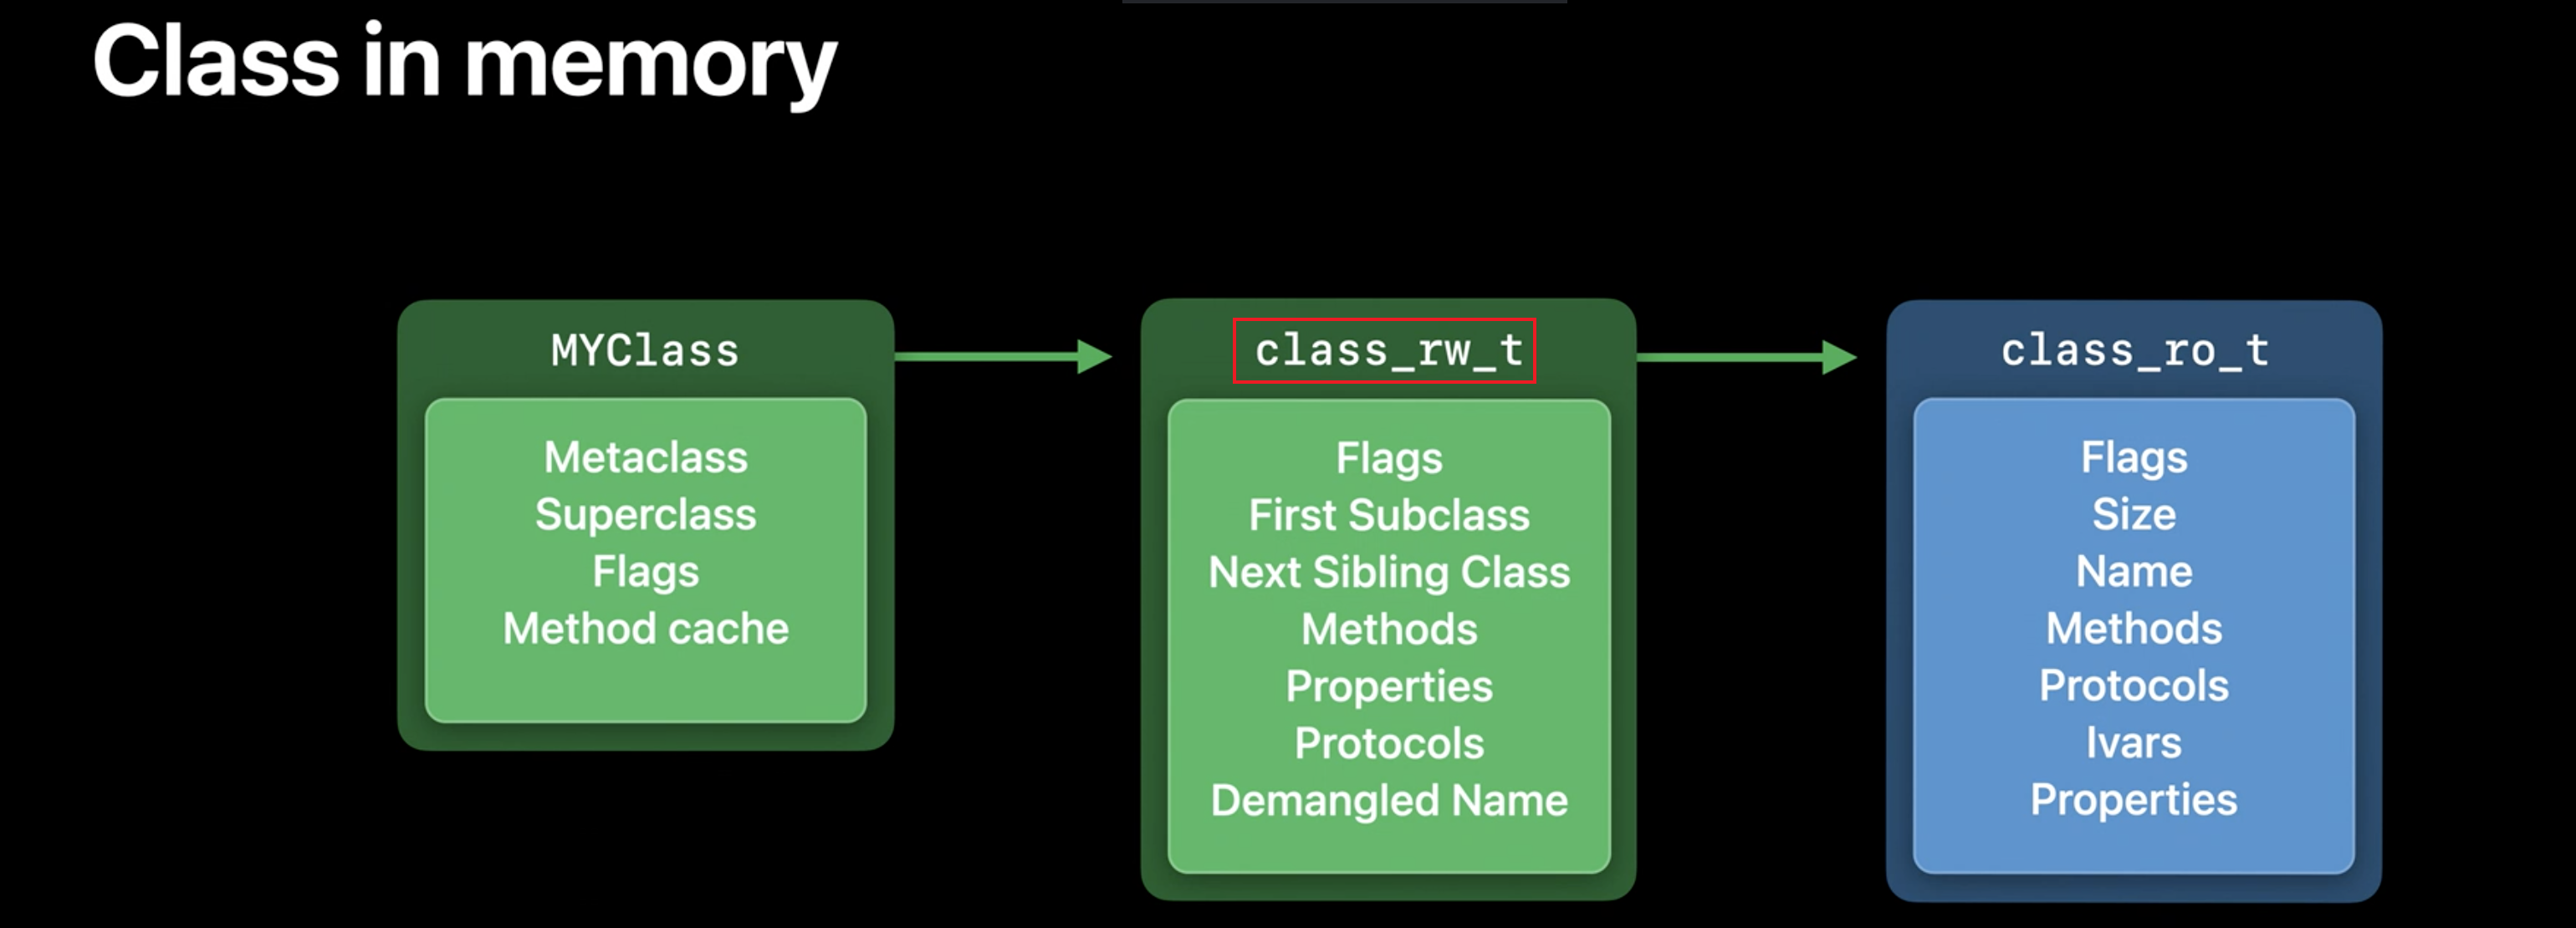 Class in memory
MYClass
Metaclass
Superclass
Flags
Method cache
class_rw_t
Flags
First Subclass
Next Sibling Class
Methods
Properties
Protocols
Demangled Name
class_ro_t
Flags
Size
Name
Methods
Protocols
Ivars
Properties